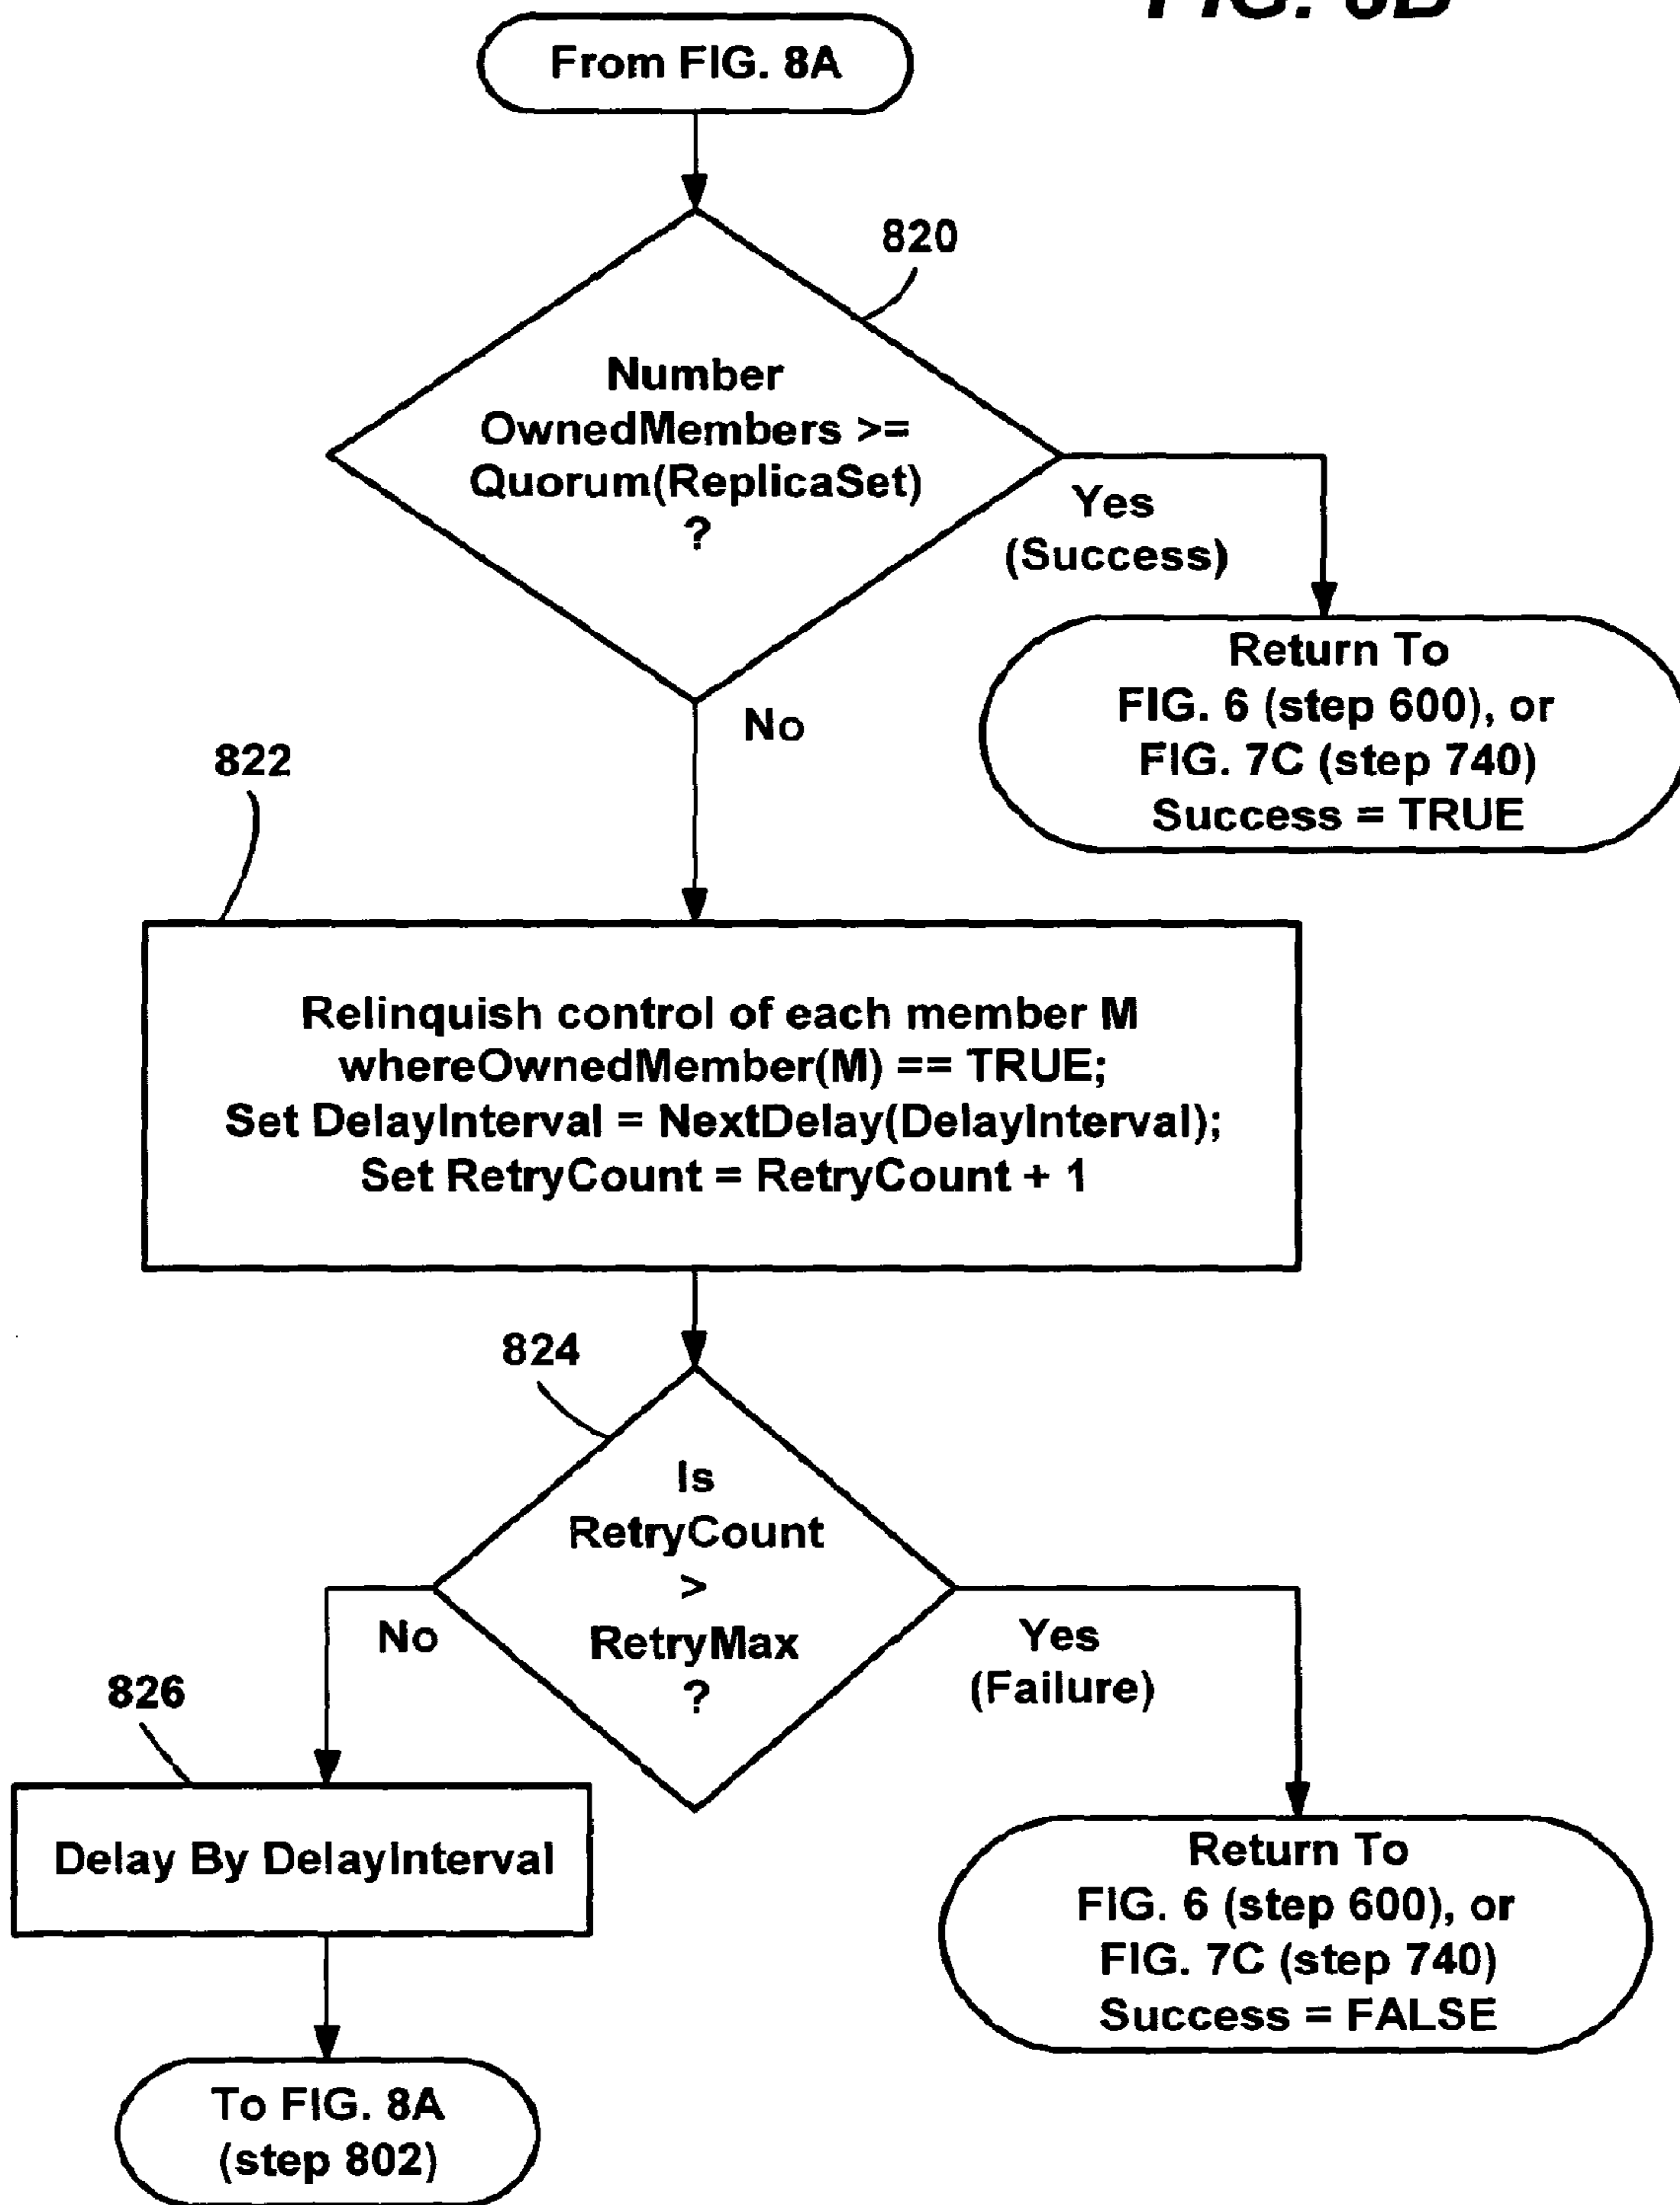 From FIG. 8A
820
Number
OwnedMembers >=
Quorum(ReplicaSet)
?
Yes
(Success)
Return To
FIG. 6 (step 600), or
FIG. 7C (step 740)
Success = TRUE
No
822
Relinquish control of each member M
whereOwnedMember(M) == TRUE;
Set DelayInterval = NextDelay(DelayInterval);
Set RetryCount = RetryCount + 1
824
Is
RetryCount
>
RetryMax
?
No
Yes
(Failure)
826
Delay By DelayInterval
Return To
FIG. 6 (step 600), or
FIG. 7C (step 740)
Success = FALSE
To FIG. 8A
(step 802)